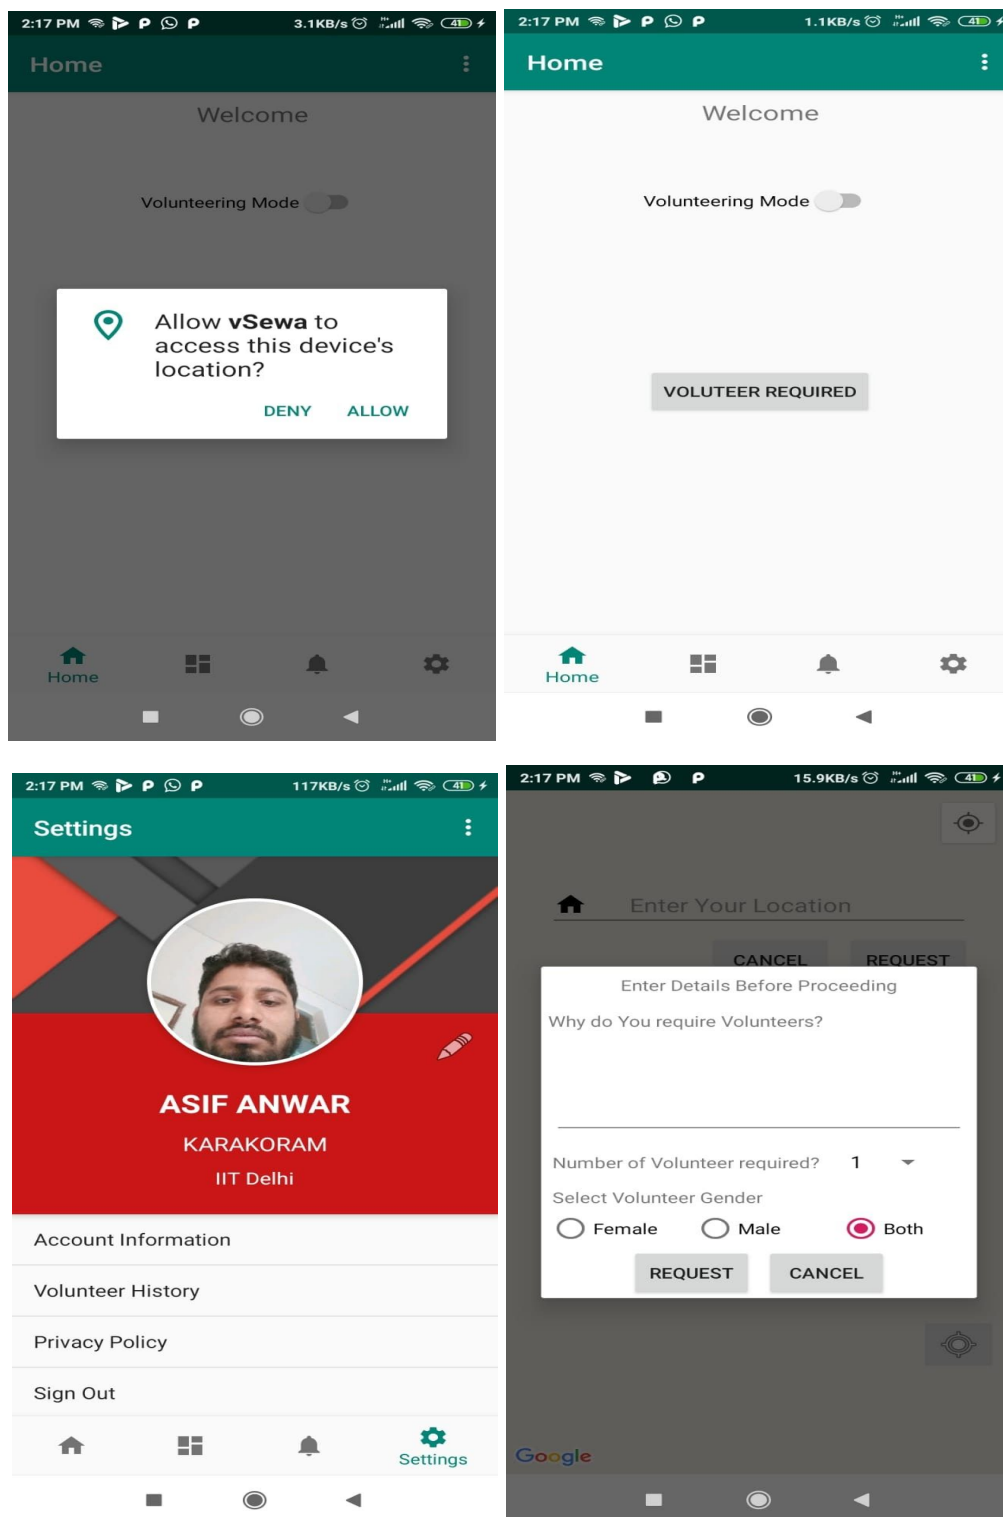 2:17 PM 3.1KB/s 41
Home
Welcome
Volunteering Mode
Allow vSewa to
access this device's
location?
DENY ALLOW
Home
2:17 PM 1.1KB/s 41
Home
Welcome
Volunteering Mode
VOLUTEER REQUIRED
Home
2:17 PM 117KB/s 41
Settings
ASIF ANWAR
KARAKORAM
IIT Delhi
Account Information
Volunteer History
Privacy Policy
Sign Out
Settings
2:17 PM 15.9KB/s 41
Enter Your Location
CANCEL REQUEST
Enter Details Before Proceeding
Why do You require Volunteers?
Number of Volunteer required? 1
Select Volunteer Gender
Female Male Both
REQUEST CANCEL
Google